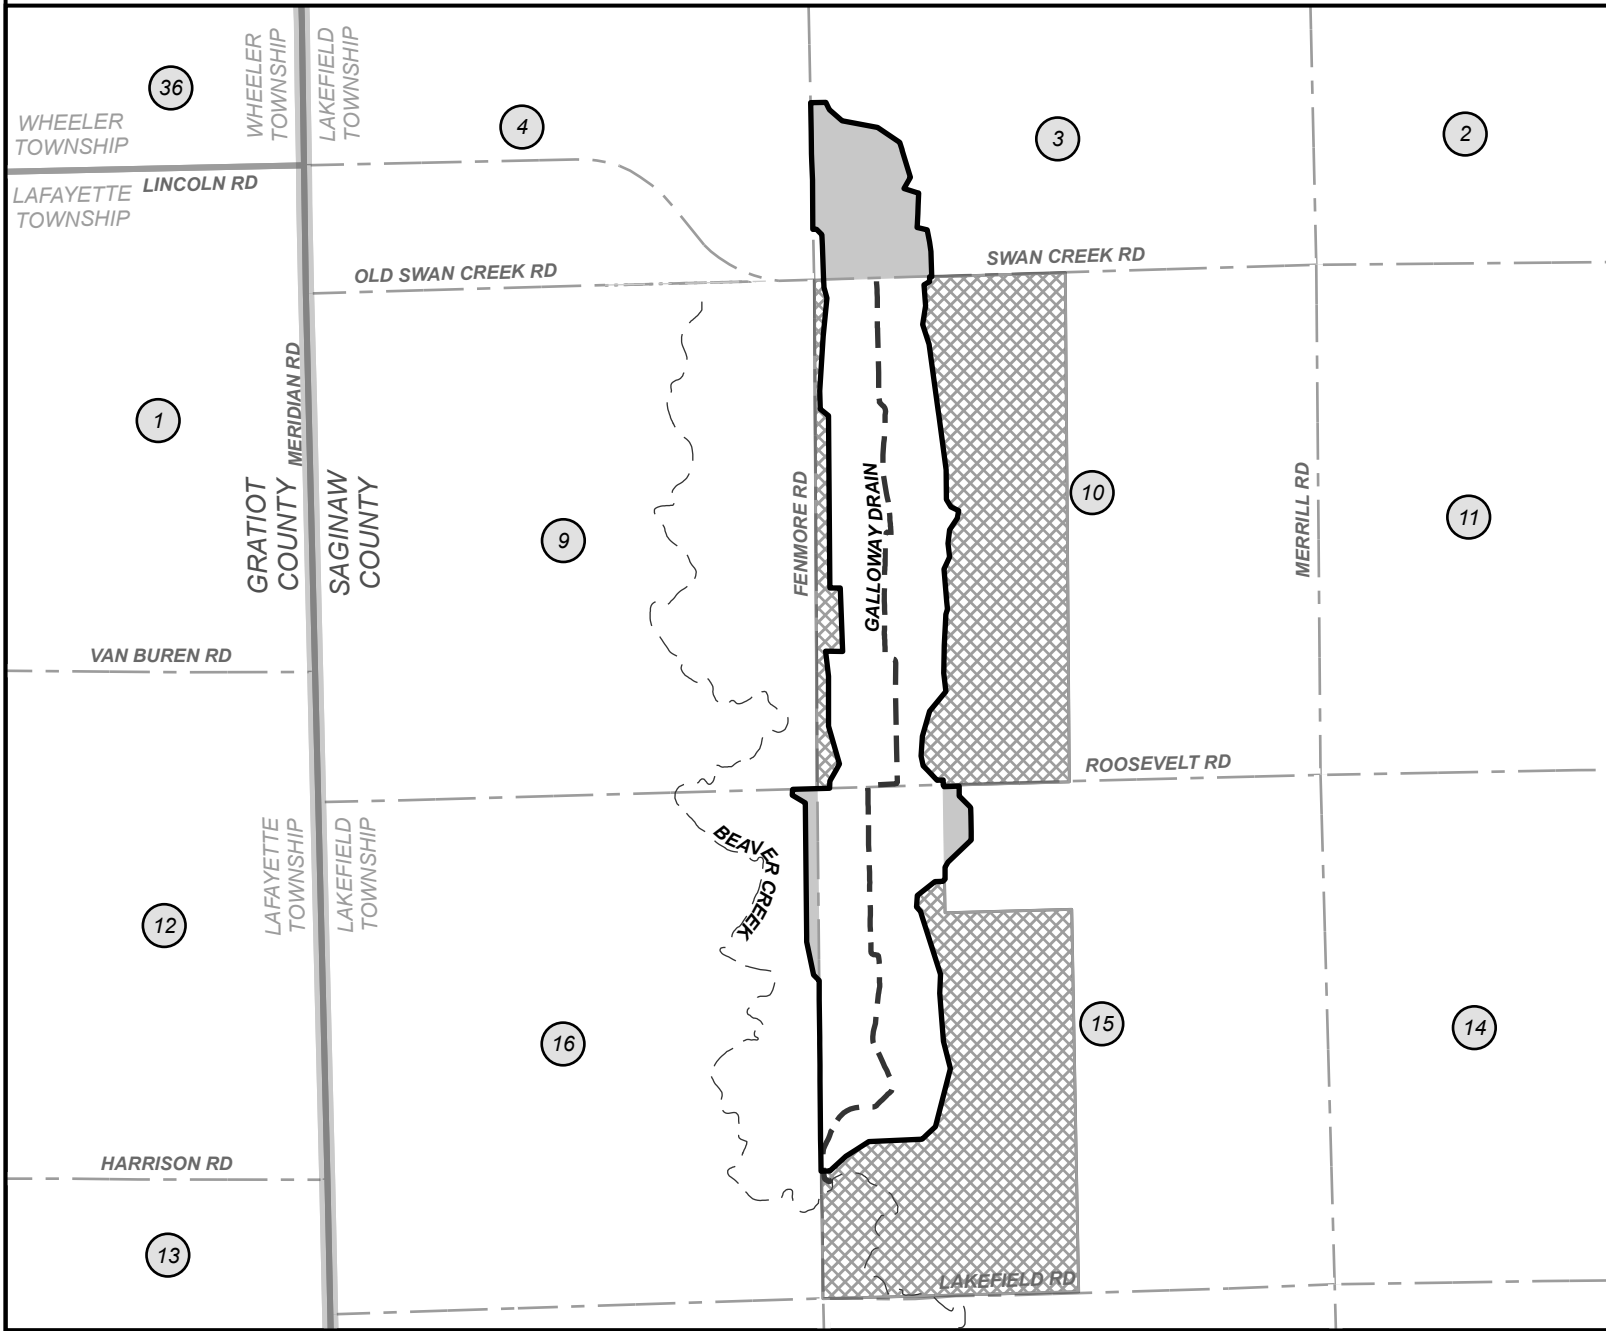 36
WHEELER
TOWNSHIP
LAKEFIELD
TOWNSHIP
4
3
2
WHEELER
TOWNSHIP
LINCOLN RD
LAFAYETTE
TOWNSHIP
OLD SWAN CREEK RD
SWAN CREEK RD
1
MERIDIAN RD
GRATIOT
COUNTY
SAGINAW
COUNTY
9
FENMORE RD
GALLOWAY DRAIN
10
MERRILL RD
11
VAN BUREN RD
ROOSEVELT RD
LAFAYETTE
TOWNSHIP
LAKEFIELD
TOWNSHIP
BEAVER CREEK
12
16
15
14
HARRISON RD
13
LAKEFIELD RD